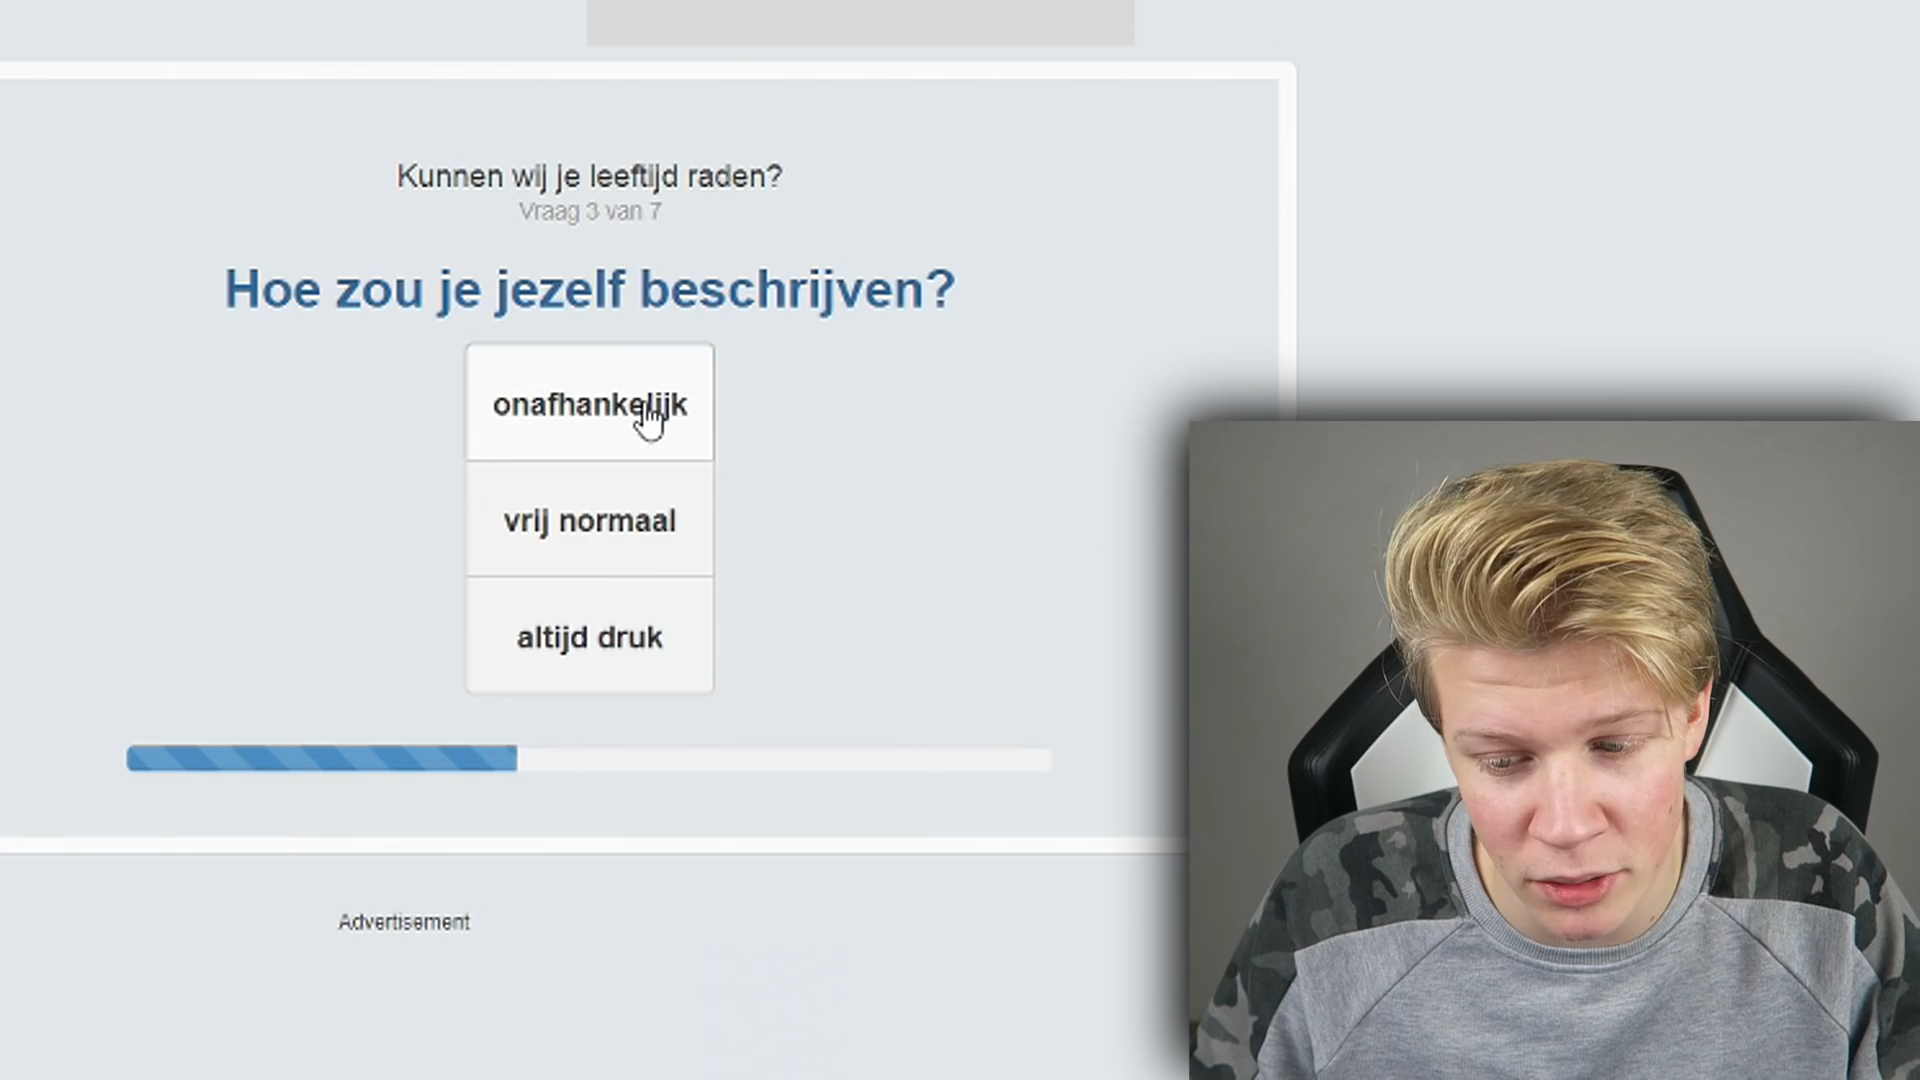 Kunnen wij je leeftijd raden?
Vraag 3 van 7
Hoe zou je jezelf beschrijven?
onafhankelijk
vrij normaal
altijd druk
Advertisement